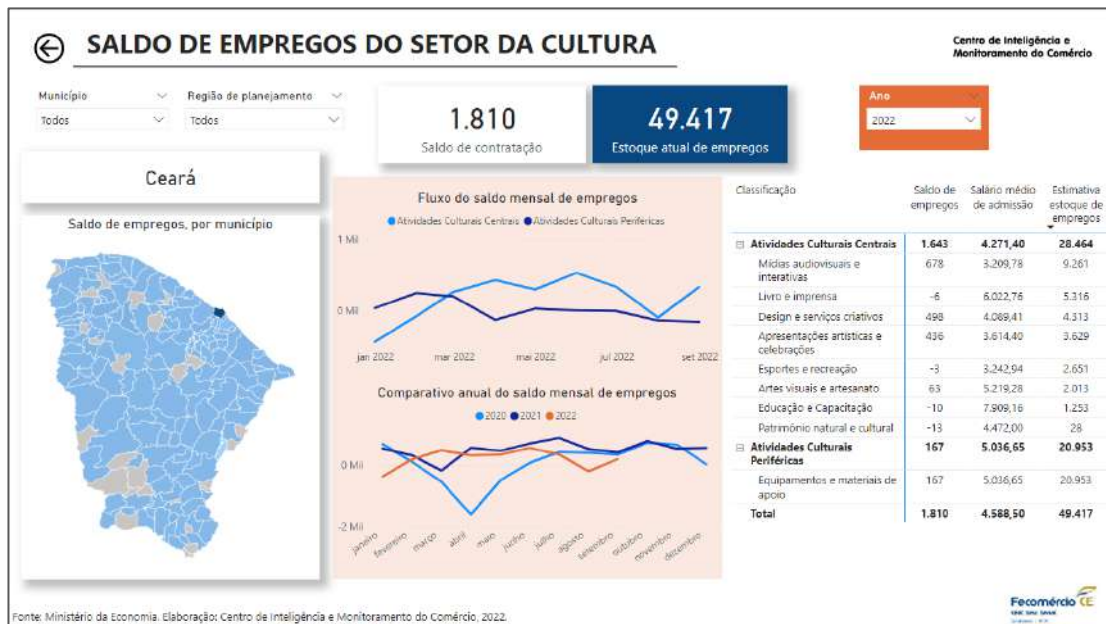 SALDO DE EMPREGOS DO SETOR DA CULTURA
Centro de Inteligência e
Monitoramento do Comércio
Município
Todos
Região de planejamento
Todos
1.810
Saldo de contratação
49.417
Estoque atual de empregos
Ano
2022
Ceará
Saldo de empregos, por município
Fluxo do saldo mensal de empregos
Atividades Culturais Centrais Atividades Culturais Periféricas
1 Mil
0 Mil
jan 2022 mar 2022 mai 2022 jul 2022 set 2022
Comparativo anual do saldo mensal de empregos
2020 2021 2022
0 Mil
-2 Mil
janeiro fevereiro março abril maio junho julho agosto setembro outubro novembro dezembro
Classificação Saldo de empregos Salário médio de admissão Estimativa estoque de empregos
Atividades Culturais Centrais 1.643 4.271,40 28.464
Mídias audiovisuais e interativas 678 3.209,78 9.261
Livro e imprensa -6 6.022,76 5.316
Design e serviços criativos 498 4.089,41 4.313
Apresentações artísticas e celebrações 436 3.614,40 3.629
Esportes e recreação -3 3.242,94 2.651
Artes visuais e artesanato 63 5.219,28 2.013
Educação e Capacitação -10 7.909,16 1.253
Patrimônio natural e cultural -13 4.472,00 28
Atividades Culturais Periféricas 167 5.036,65 20.953
Equipamentos e materiais de apoio 167 5.036,65 20.953
Total 1.810 4.588,50 49.417
Fonte: Ministério da Economia. Elaboração: Centro de Inteligência e Monitoramento do Comércio, 2022.
Fecomércio CE